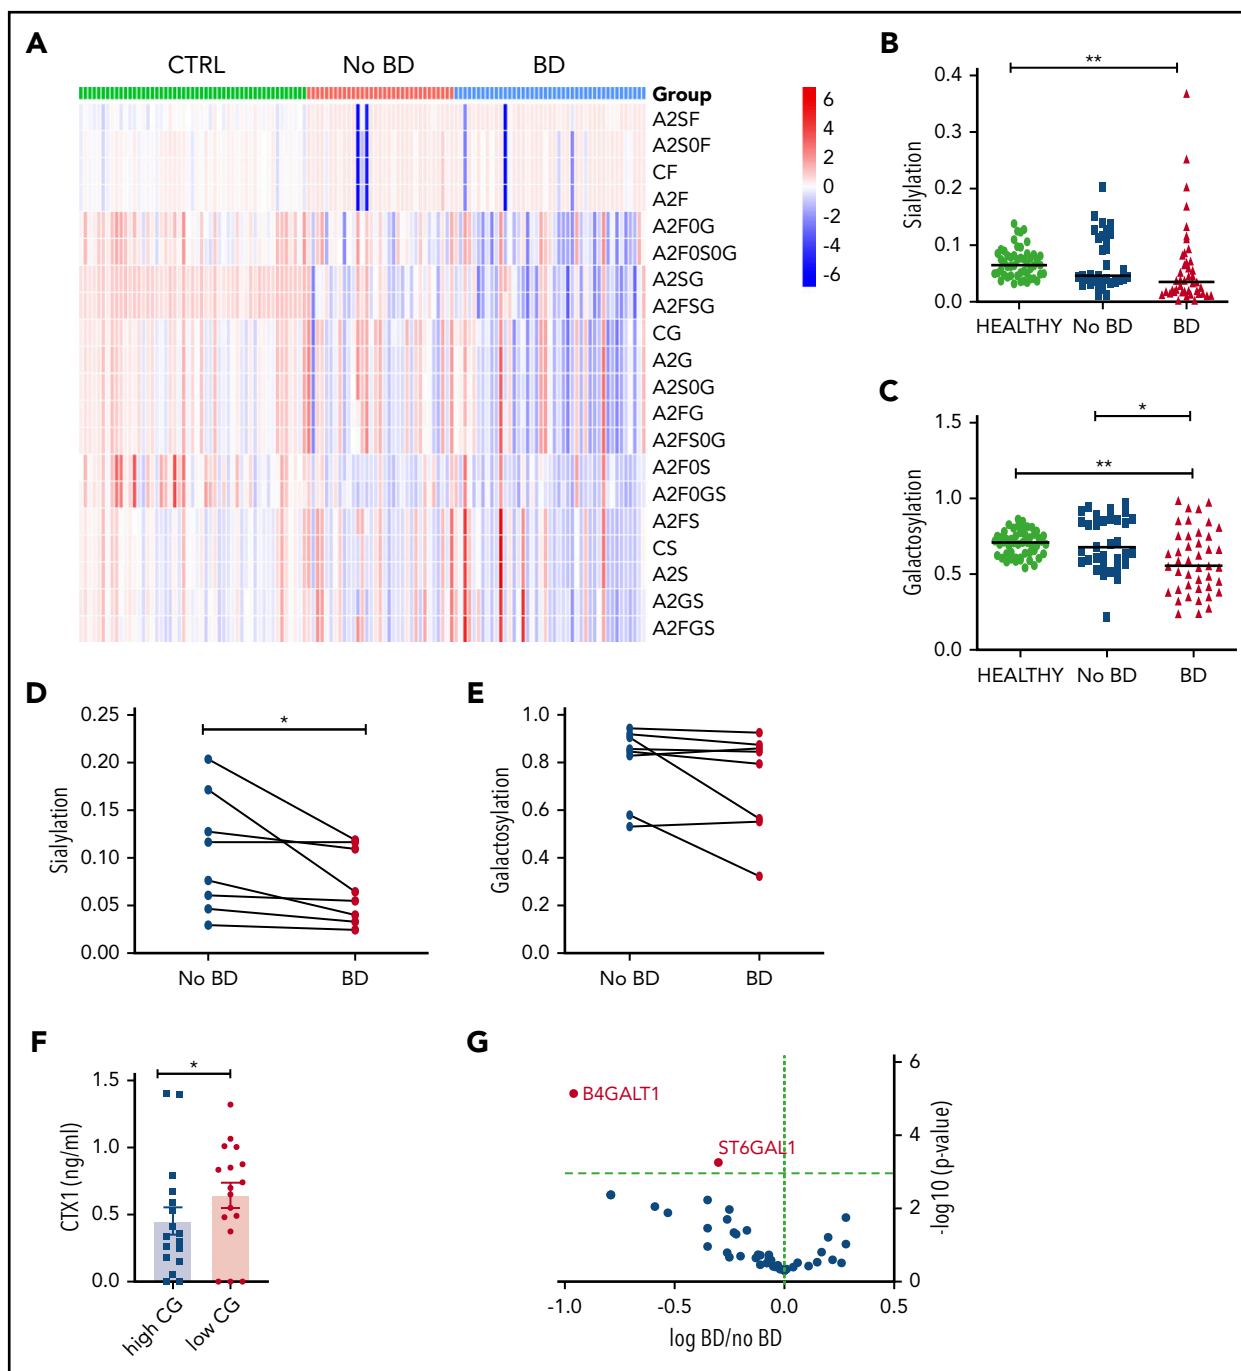 A
CTRL
No BD
BD
Group
A2SF
A2S0F
CF
A2F
A2F0G
A2F0S0G
A2SG
A2FSG
CG
A2G
A2S0G
A2FG
A2FS0G
A2F0S
A2F0GS
A2FS
CS
A2S
A2GS
A2FGS
6
4
2
0
-2
-4
-6
B
**
0.4
0.3
0.2
0.1
0.0
Sialylation
HEALTHY
No BD
BD
C
*
**
1.5
1.0
0.5
0.0
Galactosylation
HEALTHY
No BD
BD
D
*
0.25
0.20
0.15
0.10
0.05
0.00
Sialylation
No BD
BD
E
1.0
0.8
0.6
0.4
0.2
0.0
Galactosylation
No BD
BD
F
*
1.5
1.0
0.5
0.0
CTX1 (ng/ml)
high CG
low CG
G
B4GALT1
ST6GAL1
6
4
2
0
-log10 (p-value)
-1.0
-0.5
0.0
0.5
log BD/no BD